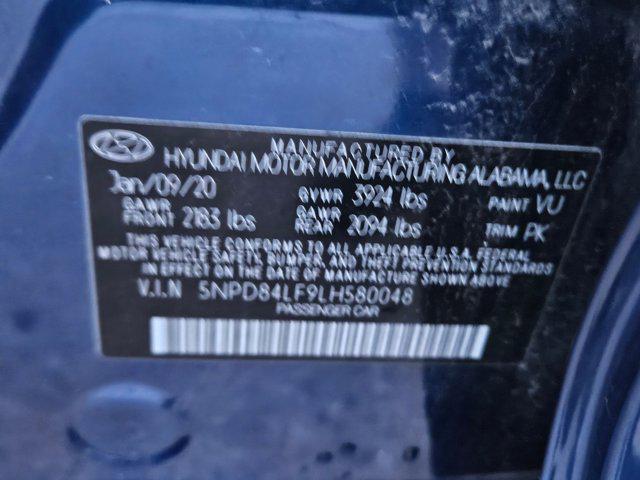 MANUFACTURED BY
HYUNDAI MOTOR MANUFACTURING ALABAMA, LLC
Jan/09/20 GVWR 3924 lbs PAINT VU
GAWR FRONT 2183 lbs GAWR REAR 2094 lbs TRIM PK
THIS VEHICLE CONFORMS TO ALL APPLICABLE U.S.A. FEDERAL
MOTOR VEHICLE SAFETY, BUMPER, AND THEFT PREVENTION STANDARDS
IN EFFECT ON THE DATE OF MANUFACTURE SHOWN ABOVE
V.I.N 5NPD84LF9LH580048
PASSENGER CAR